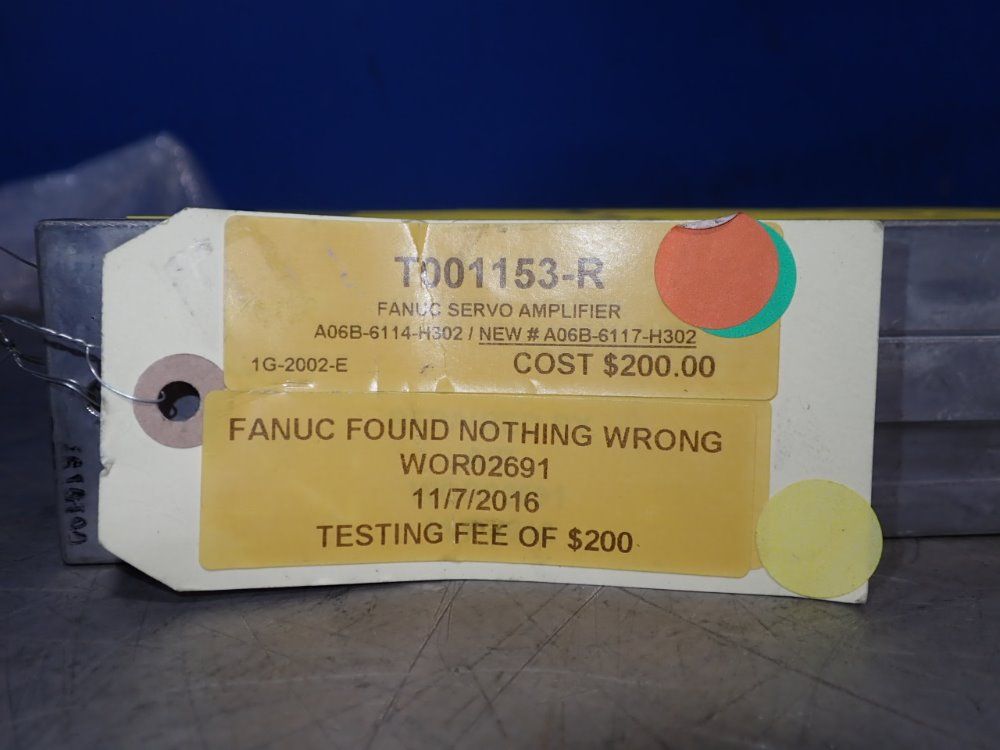 T001153-R
FANUC SERVO AMPLIFIER
A06B-6114-H302 / NEW # A06B-6117-H302
1G-2002-E COST $200.00
FANUC FOUND NOTHING WRONG
WOR02691
11/7/2016
TESTING FEE OF $200